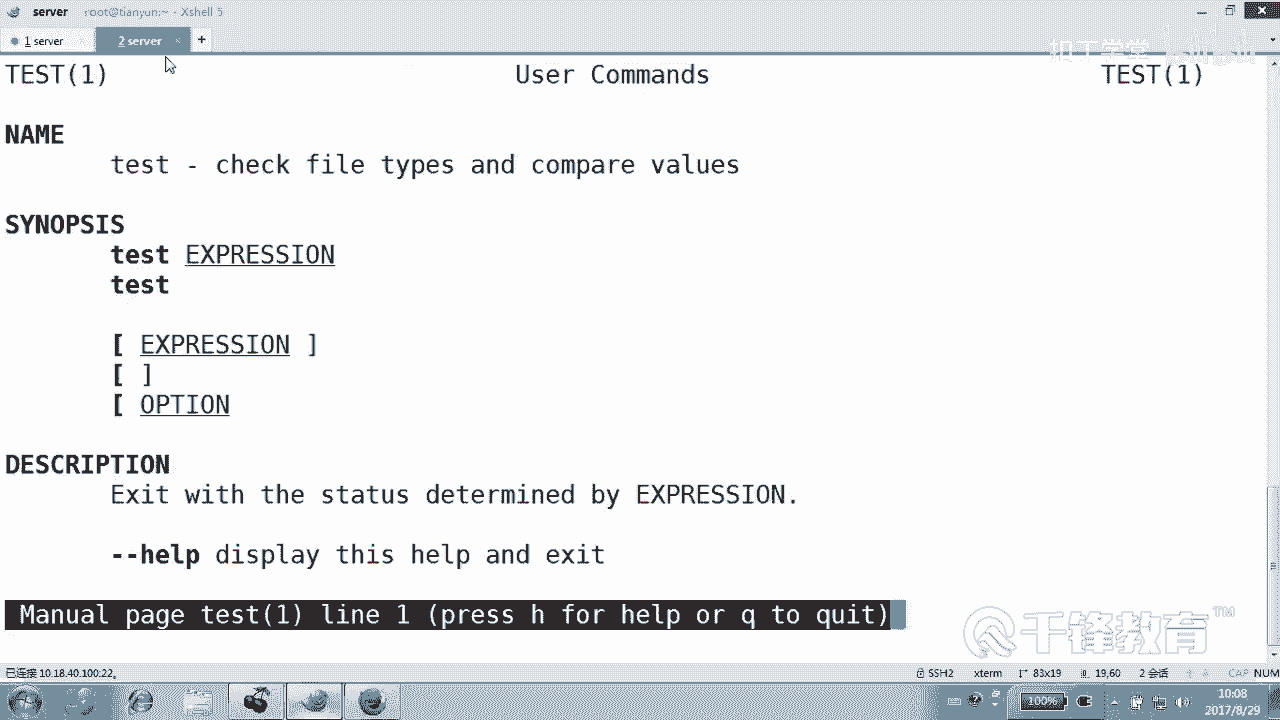 server root@tianyun:~ - Xshell 5
1 server × 2 server × +
扣丁学堂
TEST(1) User Commands TEST(1)
NAME
test - check file types and compare values
SYNOPSIS
test EXPRESSION
test
[ EXPRESSION ]
[ ]
[ OPTION
DESCRIPTION
Exit with the status determined by EXPRESSION.
--help display this help and exit
Manual page test(1) line 1 (press h for help or q to quit)
千锋教育™
已连接 10.18.40.100:22。 SSH2 xterm 83x19 19,60 2 会话 CAP NUM
100% 10:08
2017/8/29